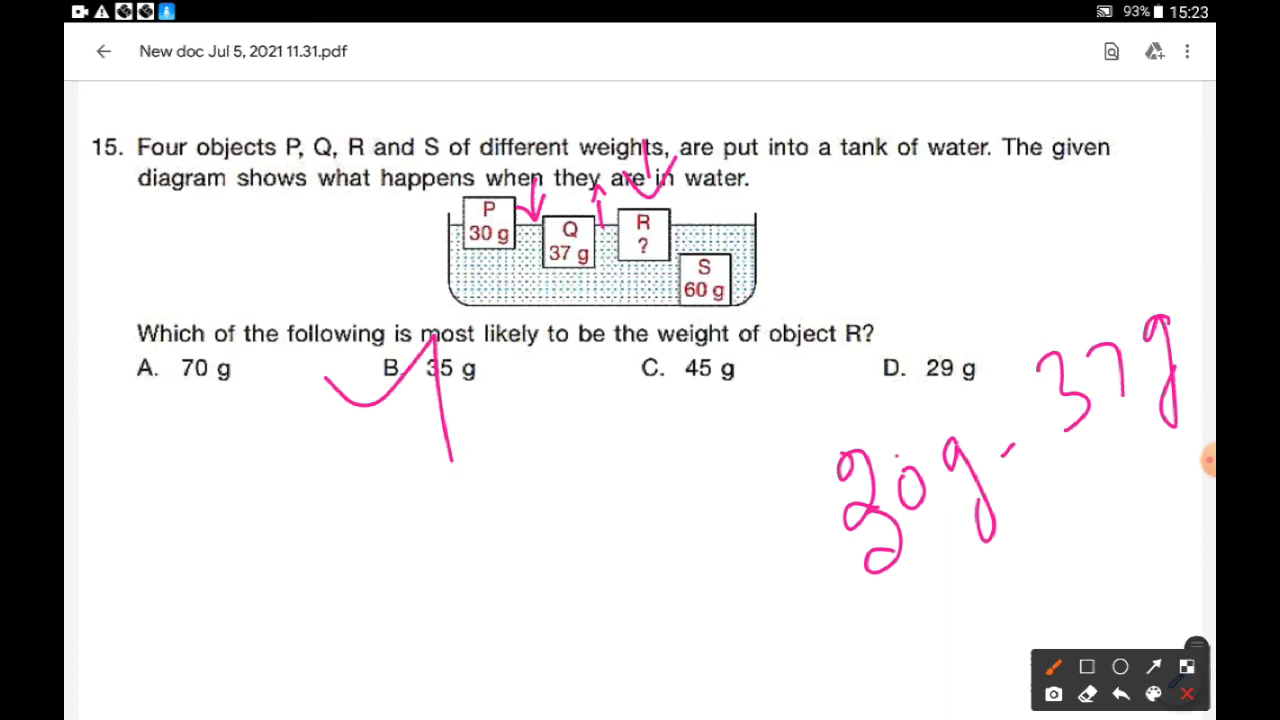 93% 15:23
New doc Jul 5, 2021 11.31.pdf
15. Four objects P, Q, R and S of different weights, are put into a tank of water. The given
diagram shows what happens when they are in water.
P
30 g
Q
37 g
R
?
S
60 g
Which of the following is most likely to be the weight of object R?
A. 70 g B. 35 g C. 45 g D. 29 g
30g - 37g